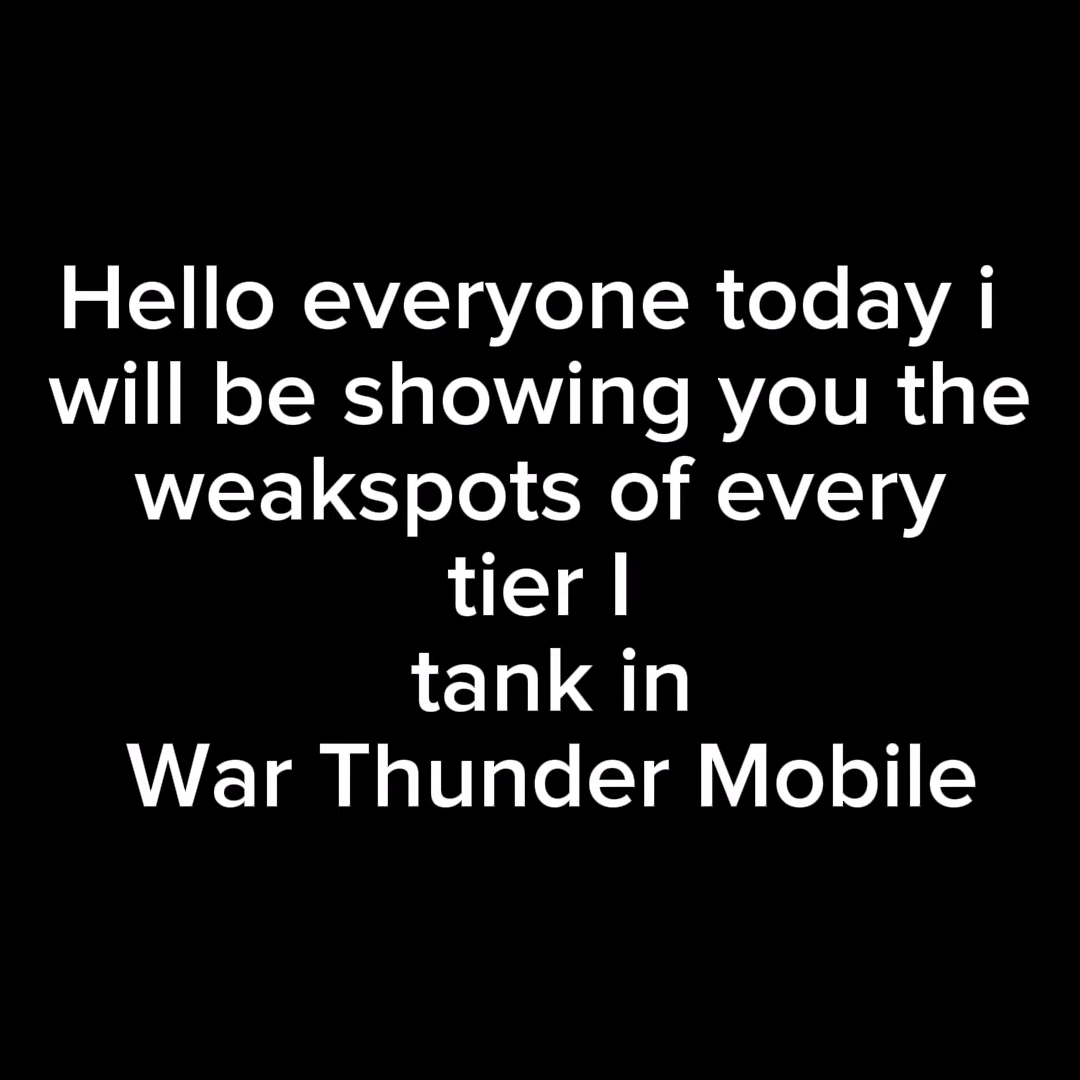 Hello everyone today i
will be showing you the
weakspots of every
tier I
tank in
War Thunder Mobile